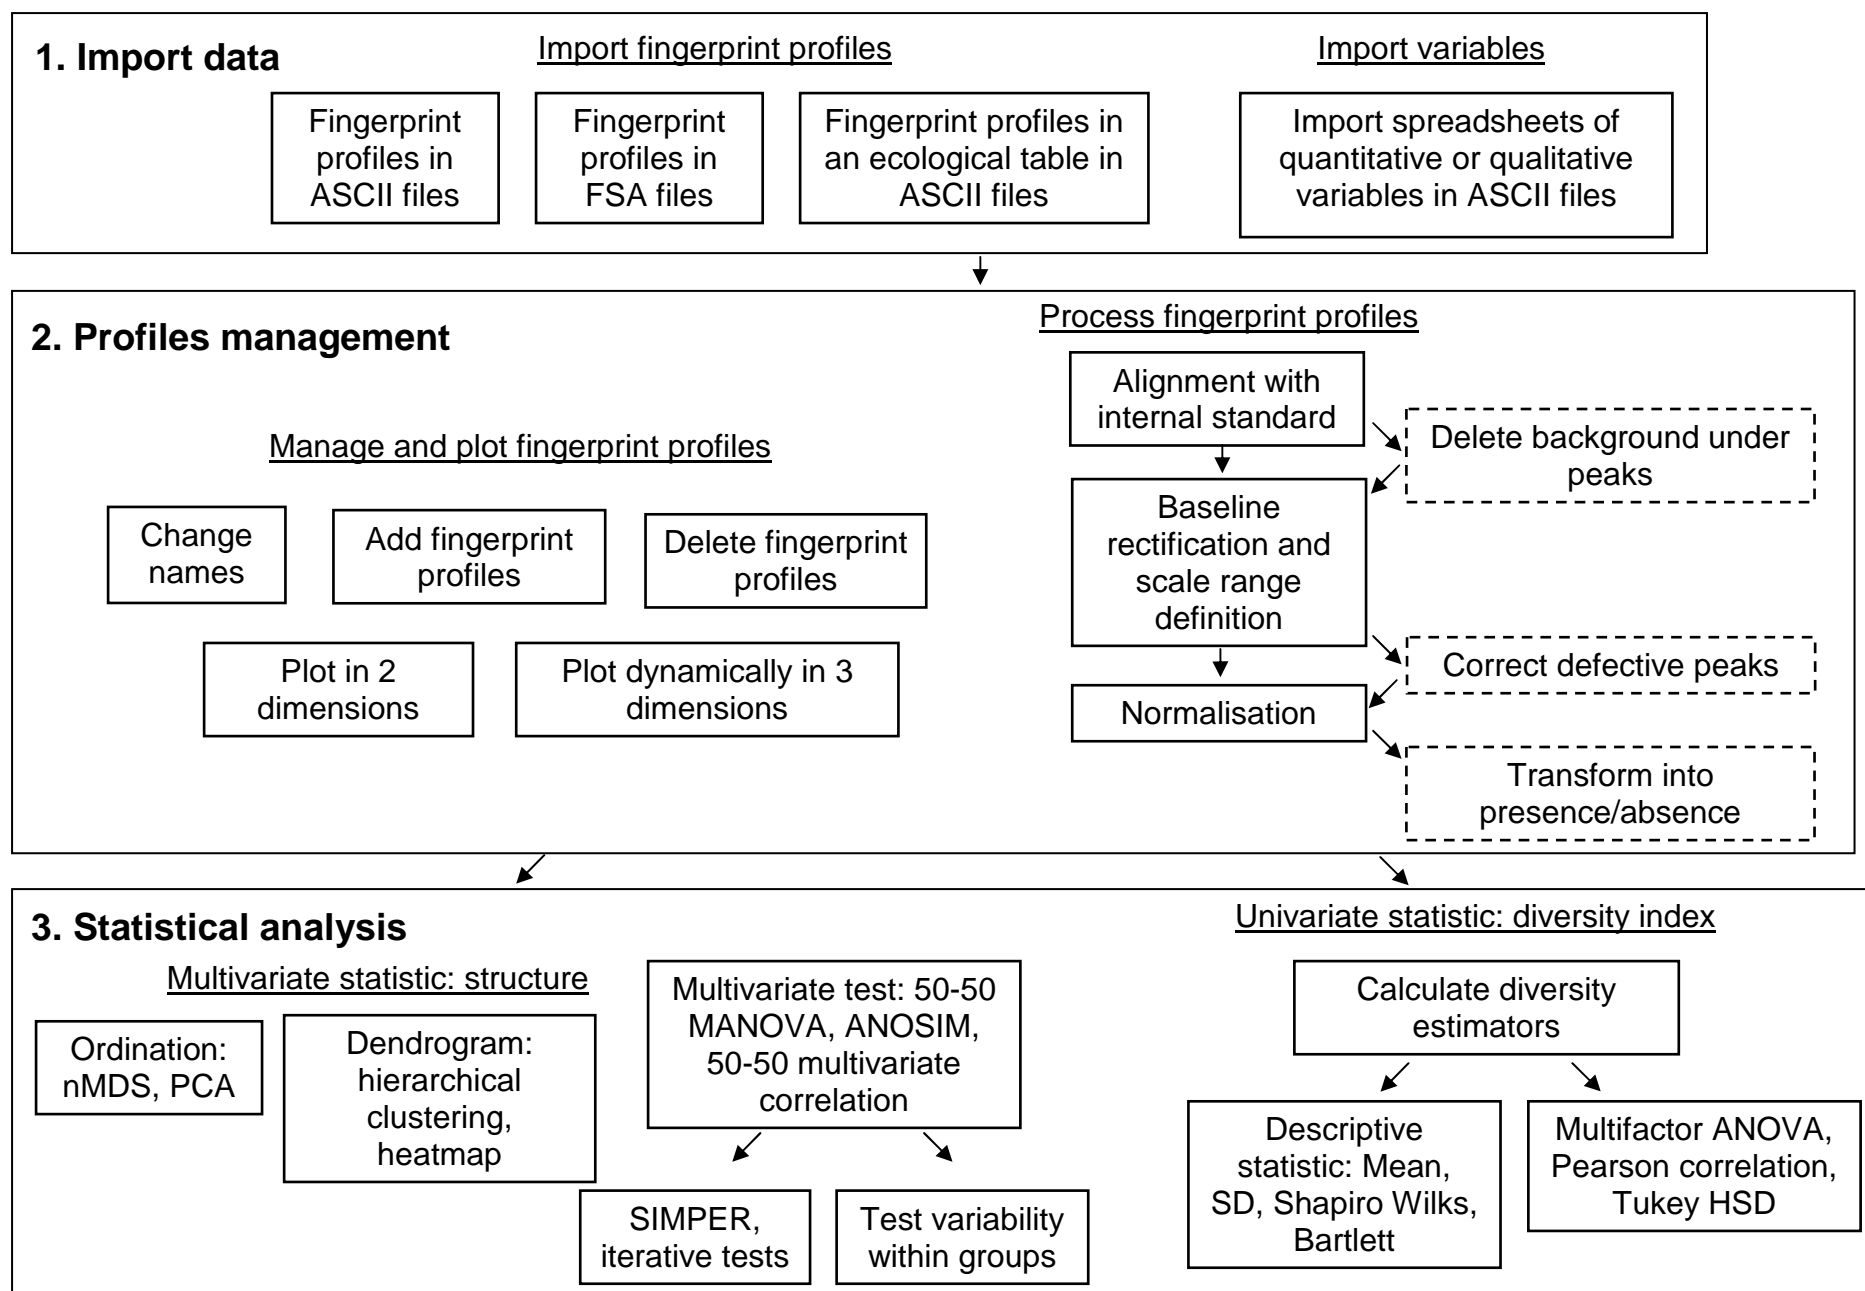 1. Import data
Import fingerprint profiles
Import variables
Fingerprint
profiles in
ASCII files
Fingerprint
profiles in
FSA files
Fingerprint profiles in
an ecological table in
ASCII files
Import spreadsheets of
quantitative or qualitative
variables in ASCII files
2. Profiles management
Manage and plot fingerprint profiles
Change
names
Add fingerprint
profiles
Delete fingerprint
profiles
Plot in 2
dimensions
Plot dynamically in 3
dimensions
Process fingerprint profiles
Alignment with
internal standard
Delete background under
peaks
Baseline
rectification and
scale range
definition
Correct defective peaks
Normalisation
Transform into
presence/absence
3. Statistical analysis
Multivariate statistic: structure
Ordination:
nMDS, PCA
Dendrogram:
hierarchical
clustering,
heatmap
Multivariate test: 50-50
MANOVA, ANOSIM,
50-50 multivariate
correlation
SIMPER,
iterative tests
Test variability
within groups
Univariate statistic: diversity index
Calculate diversity
estimators
Descriptive
statistic: Mean,
SD, Shapiro Wilks,
Bartlett
Multifactor ANOVA,
Pearson correlation,
Tukey HSD